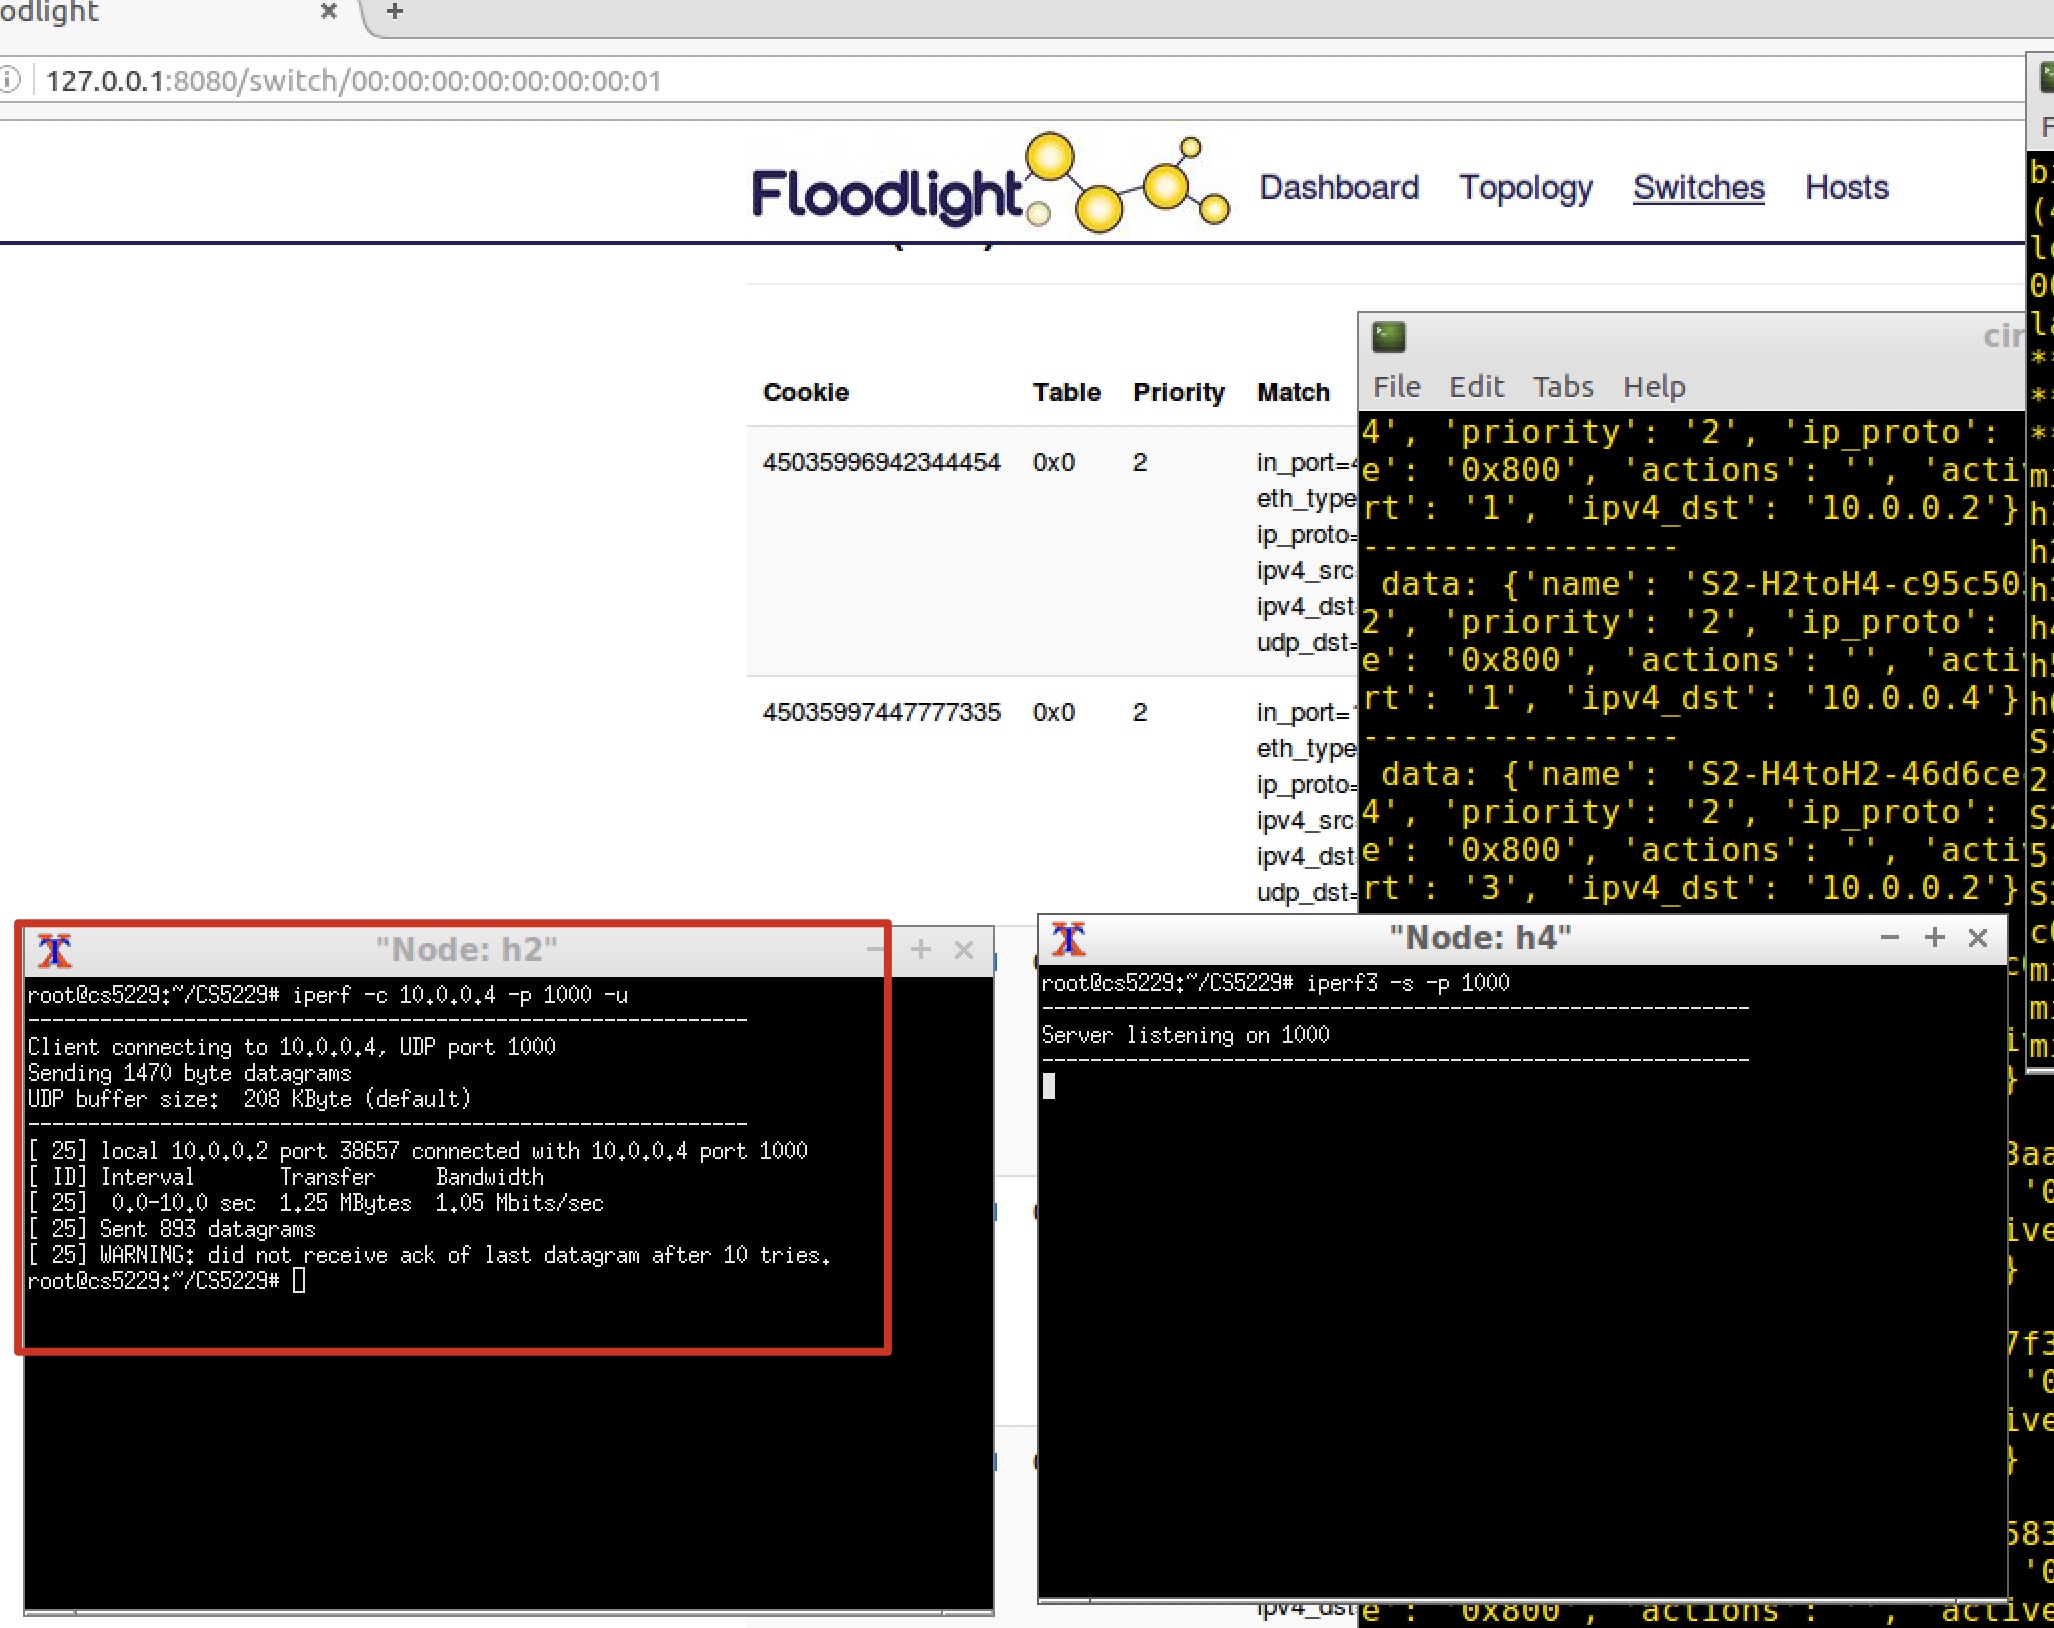 odlight
127.0.0.1:8080/switch/00:00:00:00:00:00:00:01
Floodlight
Dashboard Topology Switches Hosts
Cookie Table Priority Match
45035996942344454 0x0 2 in_port=
eth_type
ip_proto=
ipv4_src
ipv4_dst
udp_dst=
45035997447777335 0x0 2 in_port=
eth_type
ip_proto=
ipv4_src
ipv4_dst
udp_dst=
ipv4_dst
File Edit Tabs Help
4', 'priority': '2', 'ip_proto':
e': '0x800', 'actions': '', 'acti
rt': '1', 'ipv4_dst': '10.0.0.2'}
----------------
data: {'name': 'S2-H2toH4-c95c50
2', 'priority': '2', 'ip_proto':
e': '0x800', 'actions': '', 'acti
rt': '1', 'ipv4_dst': '10.0.0.4'}
----------------
data: {'name': 'S2-H4toH2-46d6ce
4', 'priority': '2', 'ip_proto':
e': '0x800', 'actions': '', 'acti
rt': '3', 'ipv4_dst': '10.0.0.2'}
e': '0x800', 'actions': '', 'active
"Node: h2"
root@cs5229:~/CS5229# iperf -c 10.0.0.4 -p 1000 -u
------------------------------------------------------------
Client connecting to 10.0.0.4, UDP port 1000
Sending 1470 byte datagrams
UDP buffer size:  208 KByte (default)
------------------------------------------------------------
[ 25] local 10.0.0.2 port 38657 connected with 10.0.0.4 port 1000
[ ID] Interval       Transfer     Bandwidth
[ 25]  0.0-10.0 sec  1.25 MBytes  1.05 Mbits/sec
[ 25] Sent 893 datagrams
[ 25] WARNING: did not receive ack of last datagram after 10 tries.
root@cs5229:~/CS5229#
"Node: h4"
root@cs5229:~/CS5229# iperf3 -s -p 1000
-----------------------------------------------------------
Server listening on 1000
-----------------------------------------------------------